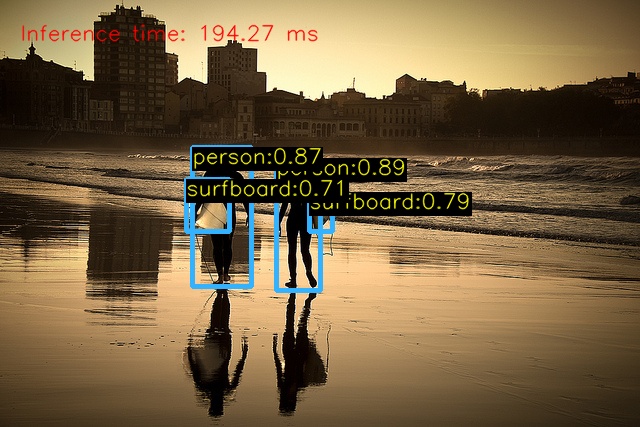 Inference time: 194.27 ms
person:0.87
person:0.89
surfboard:0.71
surfboard:0.79